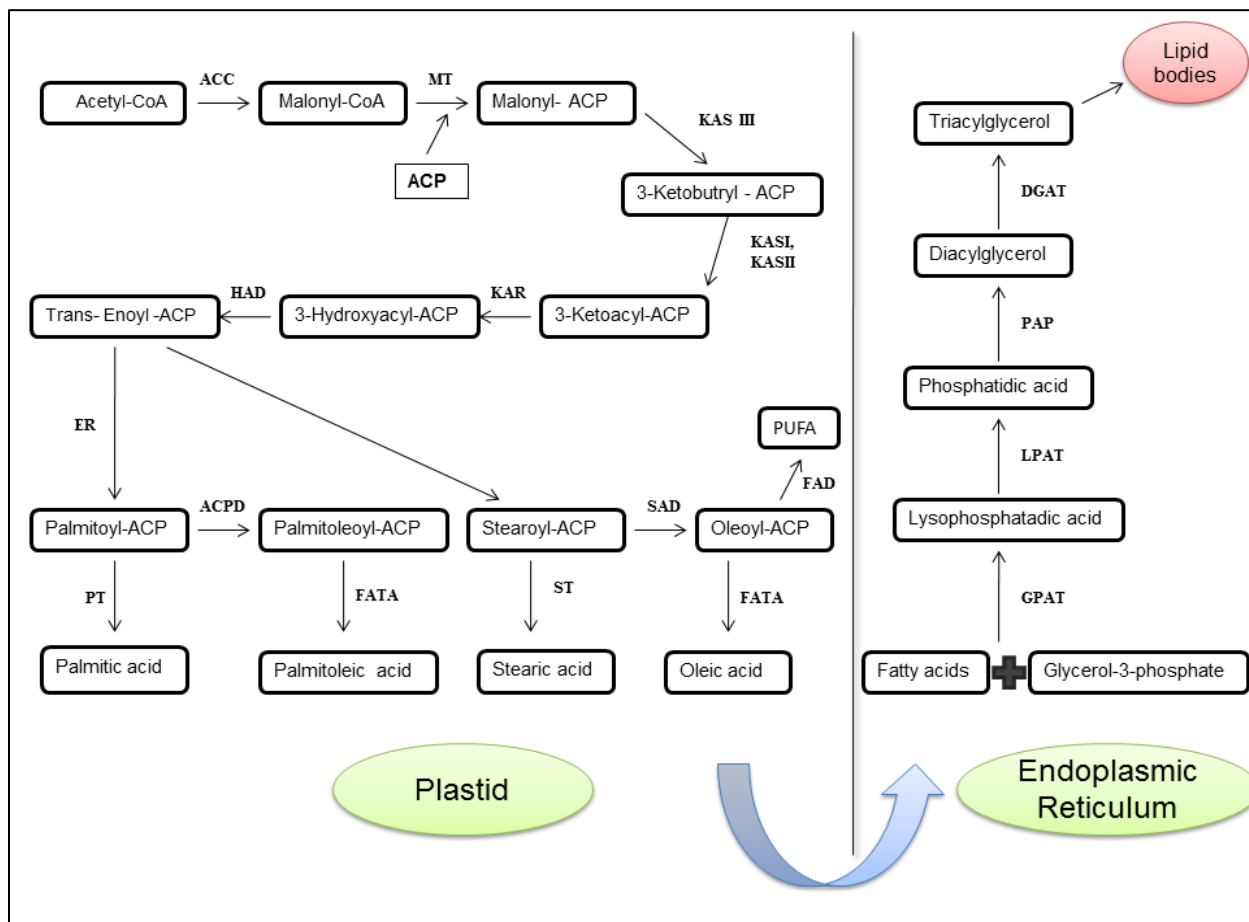 Lipid
bodies
ACC
MT
Acetyl-CoA
Malonyl-CoA
Malonyl- ACP
KAS III
ACP
3-Ketobutryl - ACP
KASI,
KASII
HAD
KAR
Trans- Enoyl -ACP
3-Hydroxyacyl-ACP
3-Ketoacyl-ACP
ER
PUFA
FAD
ACPD
SAD
Palmitoyl-ACP
Palmitoleoyl-ACP
Stearoyl-ACP
Oleoyl-ACP
PT
FATA
ST
FATA
Palmitic acid
Palmitoleic acid
Stearic acid
Oleic acid
Plastid
Triacylglycerol
DGAT
Diacylglycerol
PAP
Phosphatidic acid
LPAT
Lysophosphatadic acid
GPAT
Fatty acids
Glycerol-3-phosphate
Endoplasmic
Reticulum